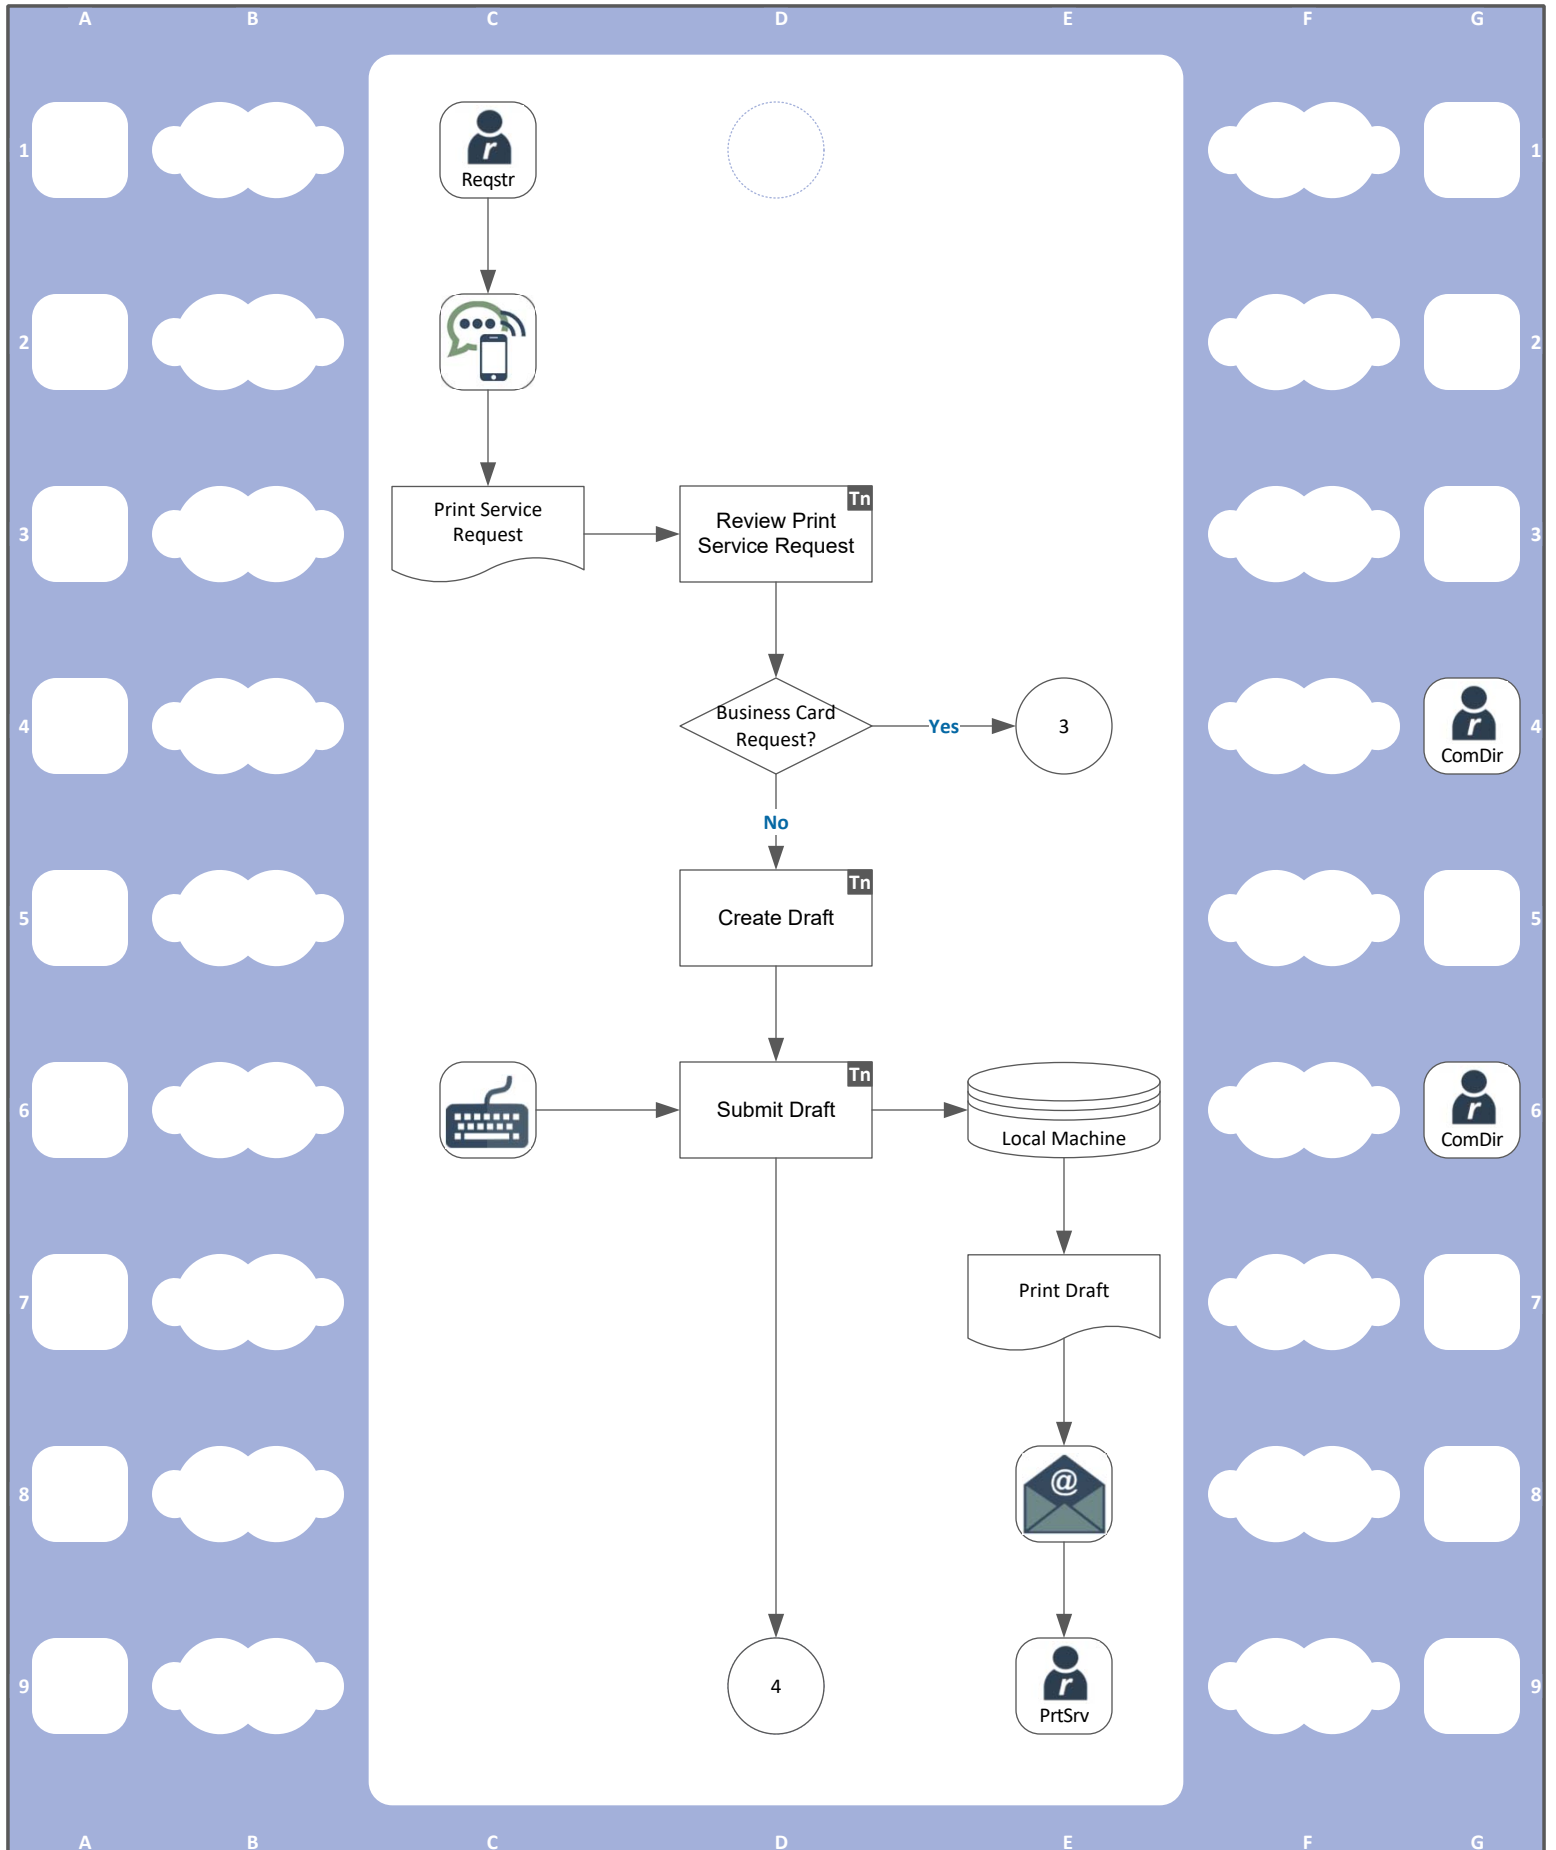 A B C D E F G
1 r 1
Reqstr
2 2
Print Service
Request
Tn
Review Print
Service Request
3 3
Business Card
Request?
Yes
3
4 r 4
ComDir
No
Tn
5 Create Draft 5
Tn
6 Submit Draft r 6
Local Machine ComDir
Print Draft
7 7
@
8 8
9 4 r 9
PrtSrv
A B C D E F G